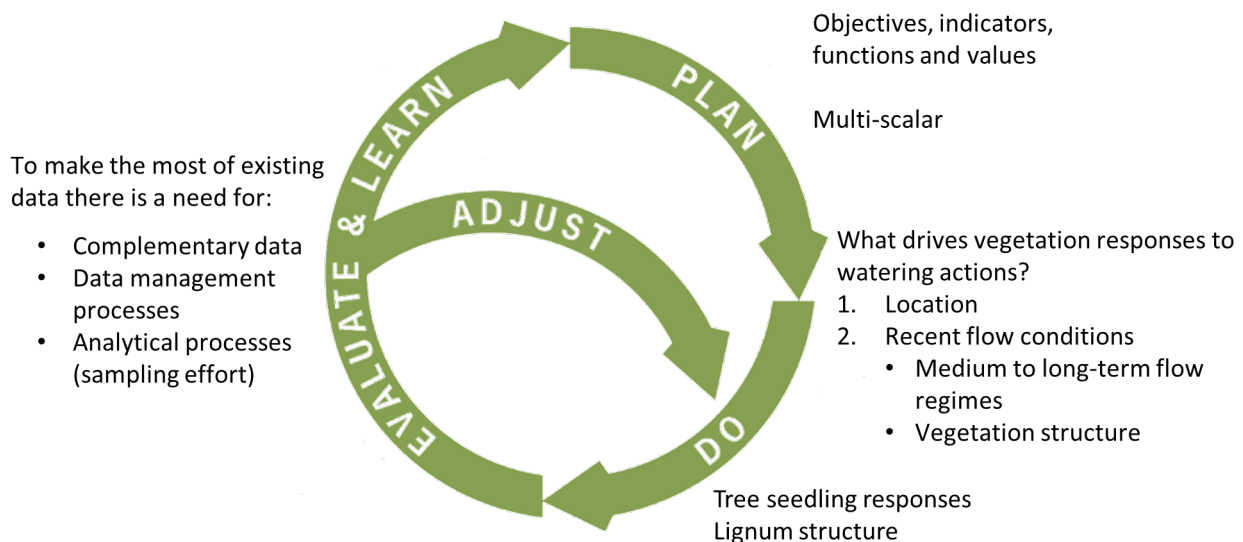 Objectives, indicators,
functions and values
Multi-scalar
PLAN
EVALUATE & LEARN
ADJUST
DO
To make the most of existing
data there is a need for:
• Complementary data
• Data management
processes
• Analytical processes
(sampling effort)
What drives vegetation responses to
watering actions?
1. Location
2. Recent flow conditions
• Medium to long-term flow
regimes
• Vegetation structure
Tree seedling responses
Lignum structure